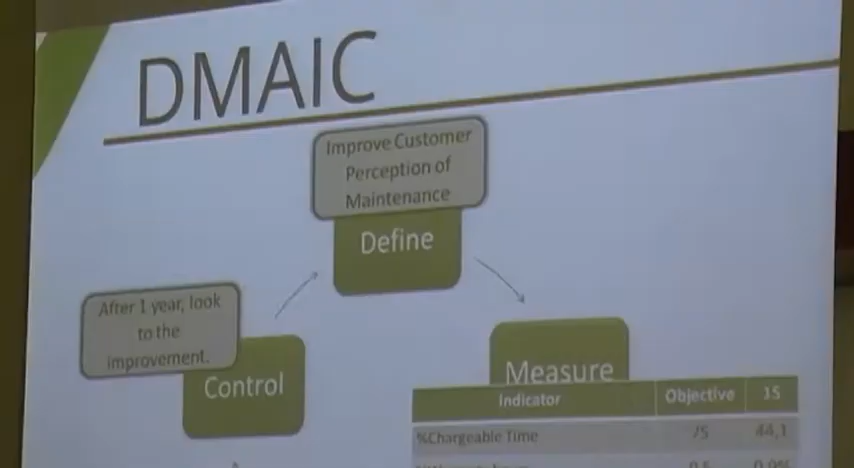 DMAIC
Improve Customer
Perception of
Maintenance
Define
After 1 year, look
to the
improvement.
Control
Measure
Indicator Objective 15
%Chargeable Time 75 44,1